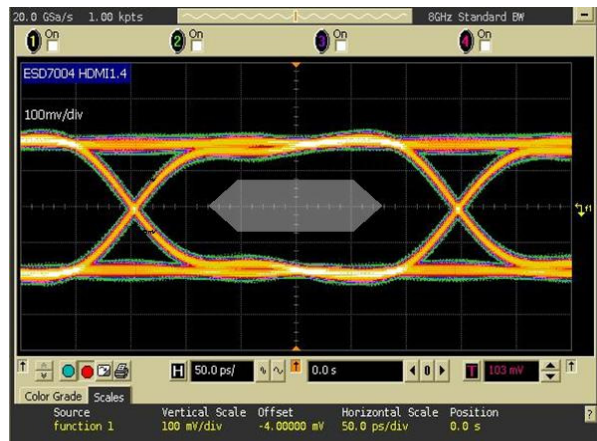 20.0 GSa/s 1.00 kpts 8GHz Standard BW
1 On 2 On 3 On 4 On
ESD7004 HDMI1.4
100mv/div
f1
H 50.0 ps/ 0.0 s 0 T 103 mV
Color Grade Scales
Source Vertical Scale Offset Horizontal Scale Position ?
function 1 100 mV/div -4.00000 mV 50.0 ps/div 0.0 s